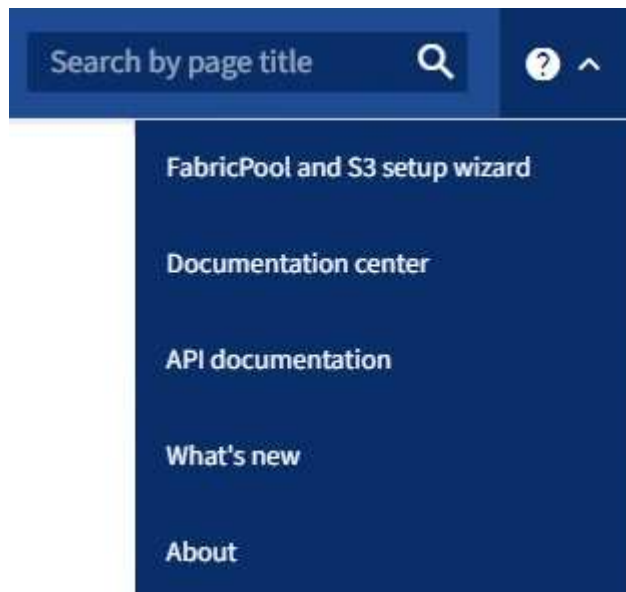 Search by page title
FabricPool and S3 setup wizard
Documentation center
API documentation
What's new
About